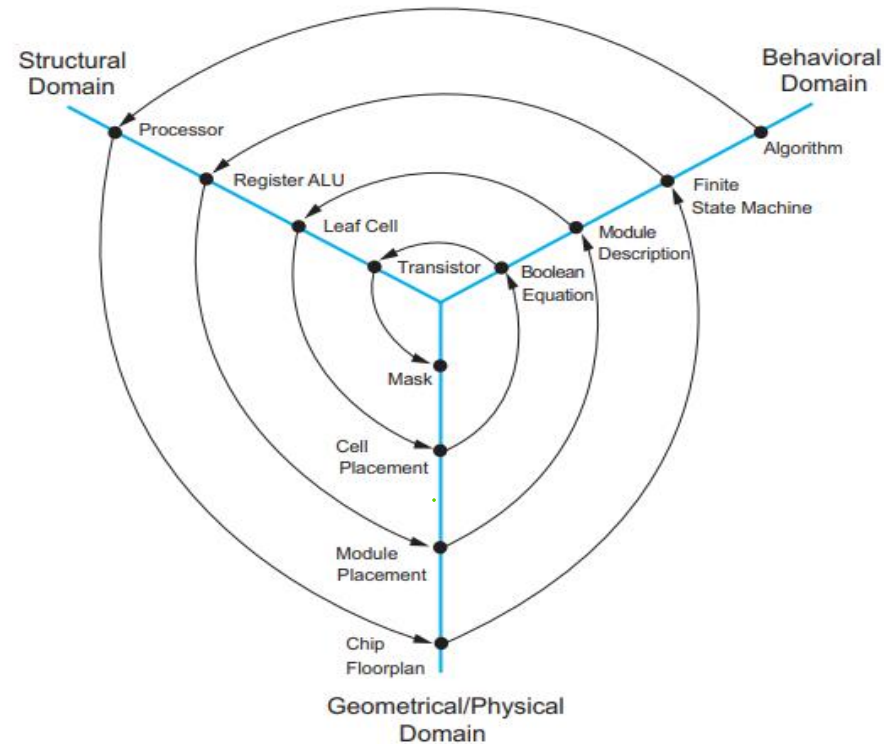 Structural
Domain
Behavioral
Domain
Processor
Algorithm
Register ALU
Finite
State Machine
Leaf Cell
Module
Description
Transistor
Boolean
Equation
Mask
Cell
Placement
Module
Placement
Chip
Floorplan
Geometrical/Physical
Domain